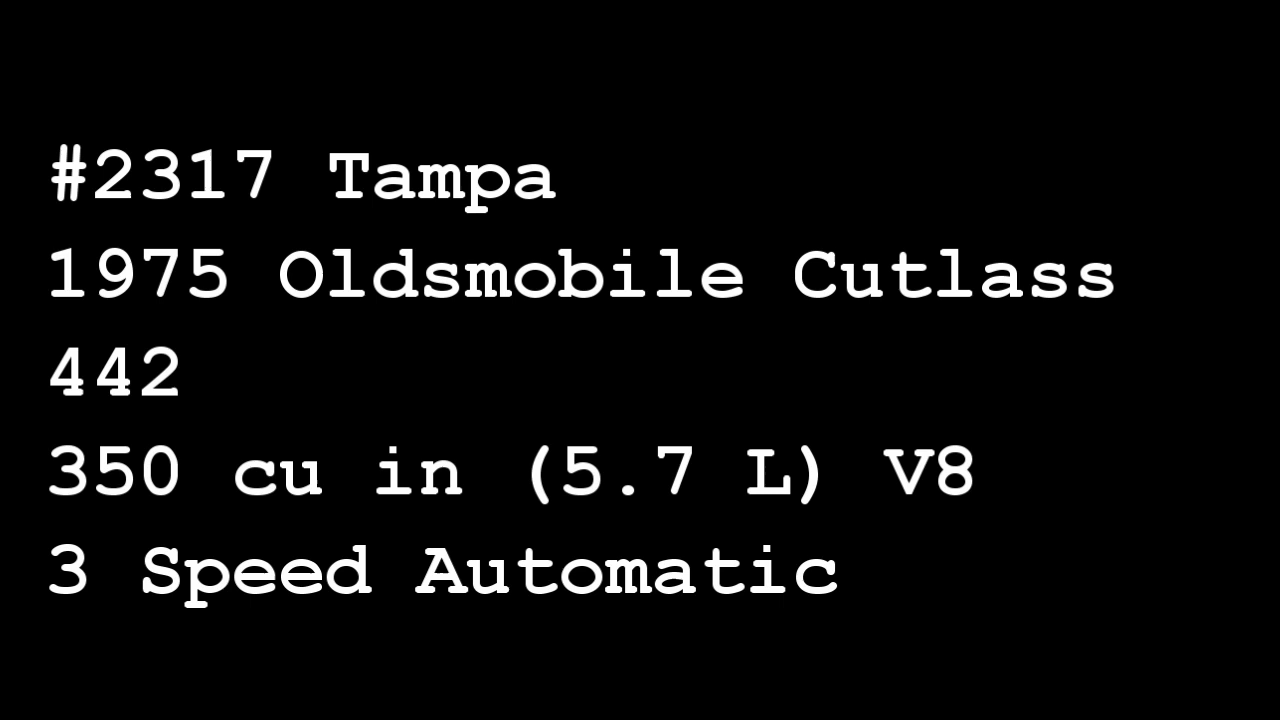 #2317 Tampa
1975 Oldsmobile Cutlass
442
350 cu in (5.7 L) V8
3 Speed Automatic